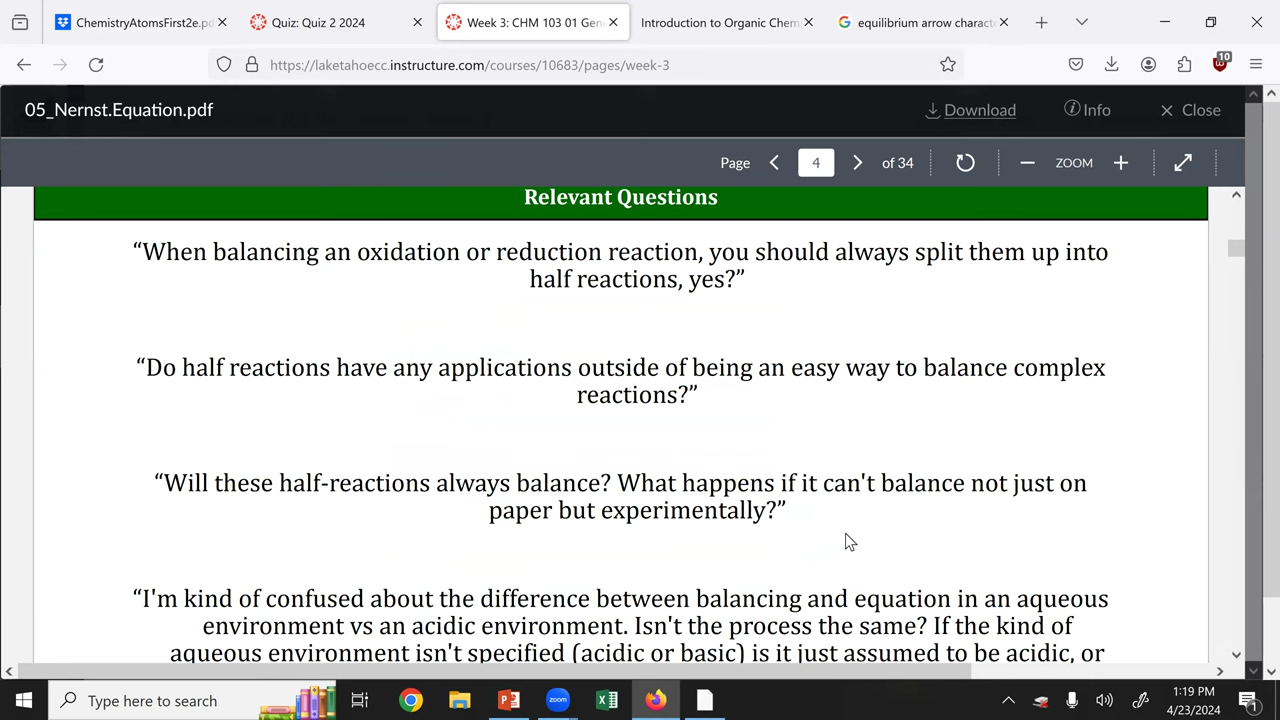 ChemistryAtomsFirst2e.pd
Quiz: Quiz 2 2024
Week 3: CHM 103 01 Gen
Introduction to Organic Chem
equilibrium arrow charact
https://laketahoecc.instructure.com/courses/10683/pages/week-3
10
05_Nernst.Equation.pdf
Download
Info
Close
Page
4
of 34
ZOOM
Relevant Questions
“When balancing an oxidation or reduction reaction, you should always split them up into
half reactions, yes?”
“Do half reactions have any applications outside of being an easy way to balance complex
reactions?”
“Will these half-reactions always balance? What happens if it can't balance not just on
paper but experimentally?”
“I'm kind of confused about the difference between balancing and equation in an aqueous
environment vs an acidic environment. Isn't the process the same? If the kind of
aqueous environment isn't specified (acidic or basic) is it just assumed to be acidic, or
Type here to search
zoom
1:19 PM
4/23/2024
1